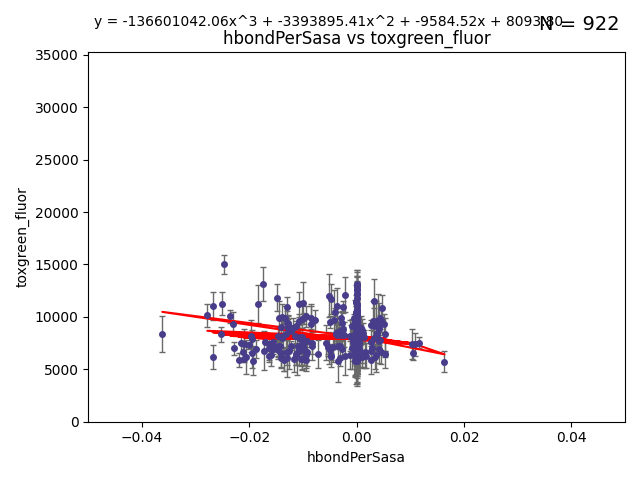 y = -136601042.06x^3 + -3393895.41x^2 + -9584.52x + 8093.80
N = 922
hbondPerSasa vs toxgreen_fluor
toxgreen_fluor
35000
30000
25000
20000
15000
10000
5000
0
−0.04
−0.02
0.00
0.02
0.04
hbondPerSasa